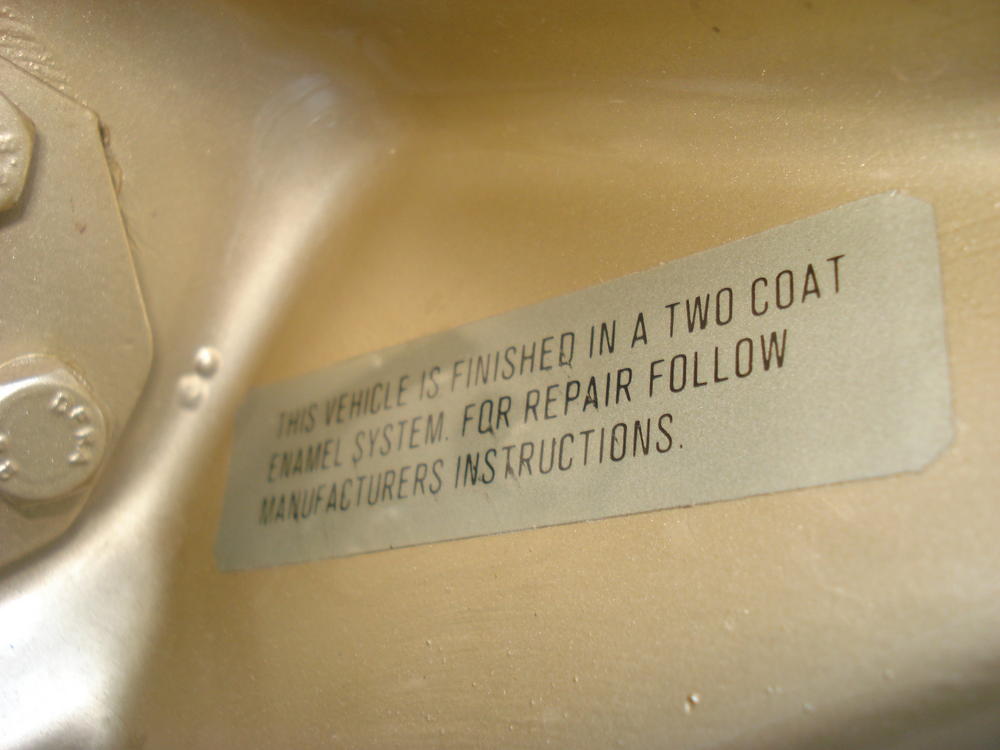 THIS VEHICLE IS FINISHED IN A TWO COAT
ENAMEL SYSTEM. FOR REPAIR FOLLOW
MANUFACTURERS INSTRUCTIONS.